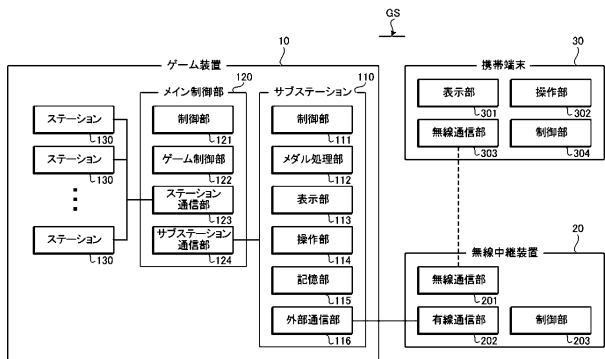 GS
10
ゲーム装置
120
メイン制御部
110
サブステーション
ステーション
130
ステーション
130
ステーション
130
制御部
121
ゲーム制御部
122
ステーション
通信部
123
サブステーション
通信部
124
制御部
111
メダル処理部
112
表示部
113
操作部
114
記憶部
115
外部通信部
116
30
携帯端末
表示部
301
操作部
302
無線通信部
303
制御部
304
20
無線中継装置
無線通信部
201
有線通信部
202
制御部
203